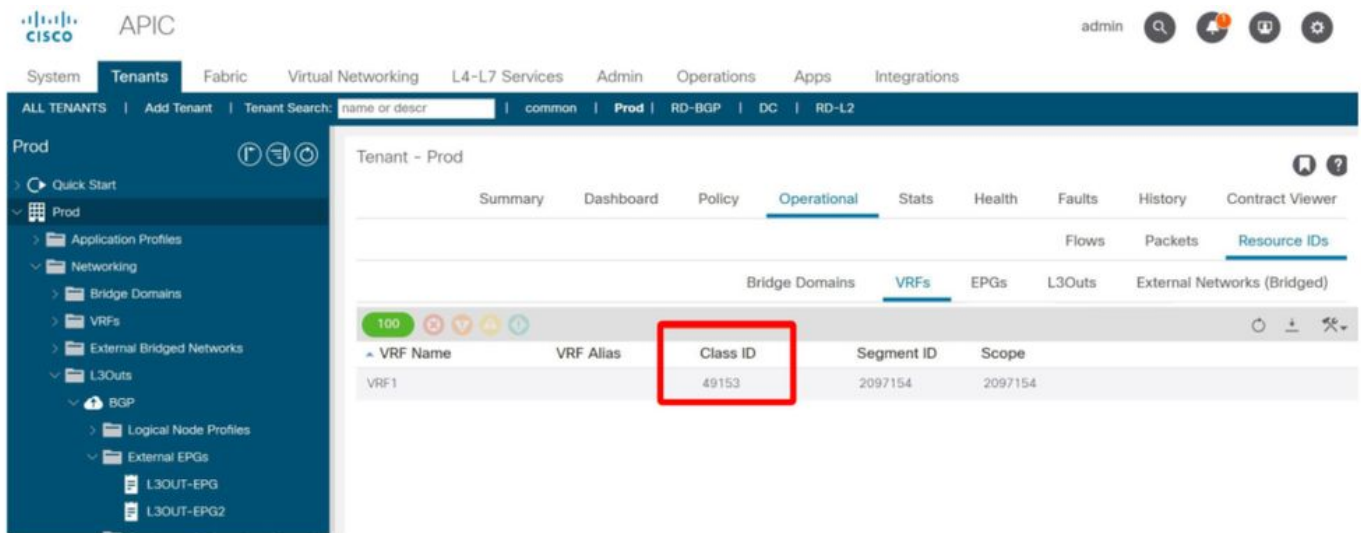 CISCO APIC admin 1
System Tenants Fabric Virtual Networking L4-L7 Services Admin Operations Apps Integrations
ALL TENANTS | Add Tenant | Tenant Search: name or descr | common | Prod | RD-BGP | DC | RD-L2
Prod
Quick Start
Prod
Application Profiles
Networking
Bridge Domains
VRFs
External Bridged Networks
L3Outs
BGP
Logical Node Profiles
External EPGs
L3OUT-EPG
L3OUT-EPG2
Tenant - Prod
Summary Dashboard Policy Operational Stats Health Faults History Contract Viewer
Flows Packets Resource IDs
Bridge Domains VRFs EPGs L3Outs External Networks (Bridged)
100
VRF Name VRF Alias Class ID Segment ID Scope
VRF1 49153 2097154 2097154